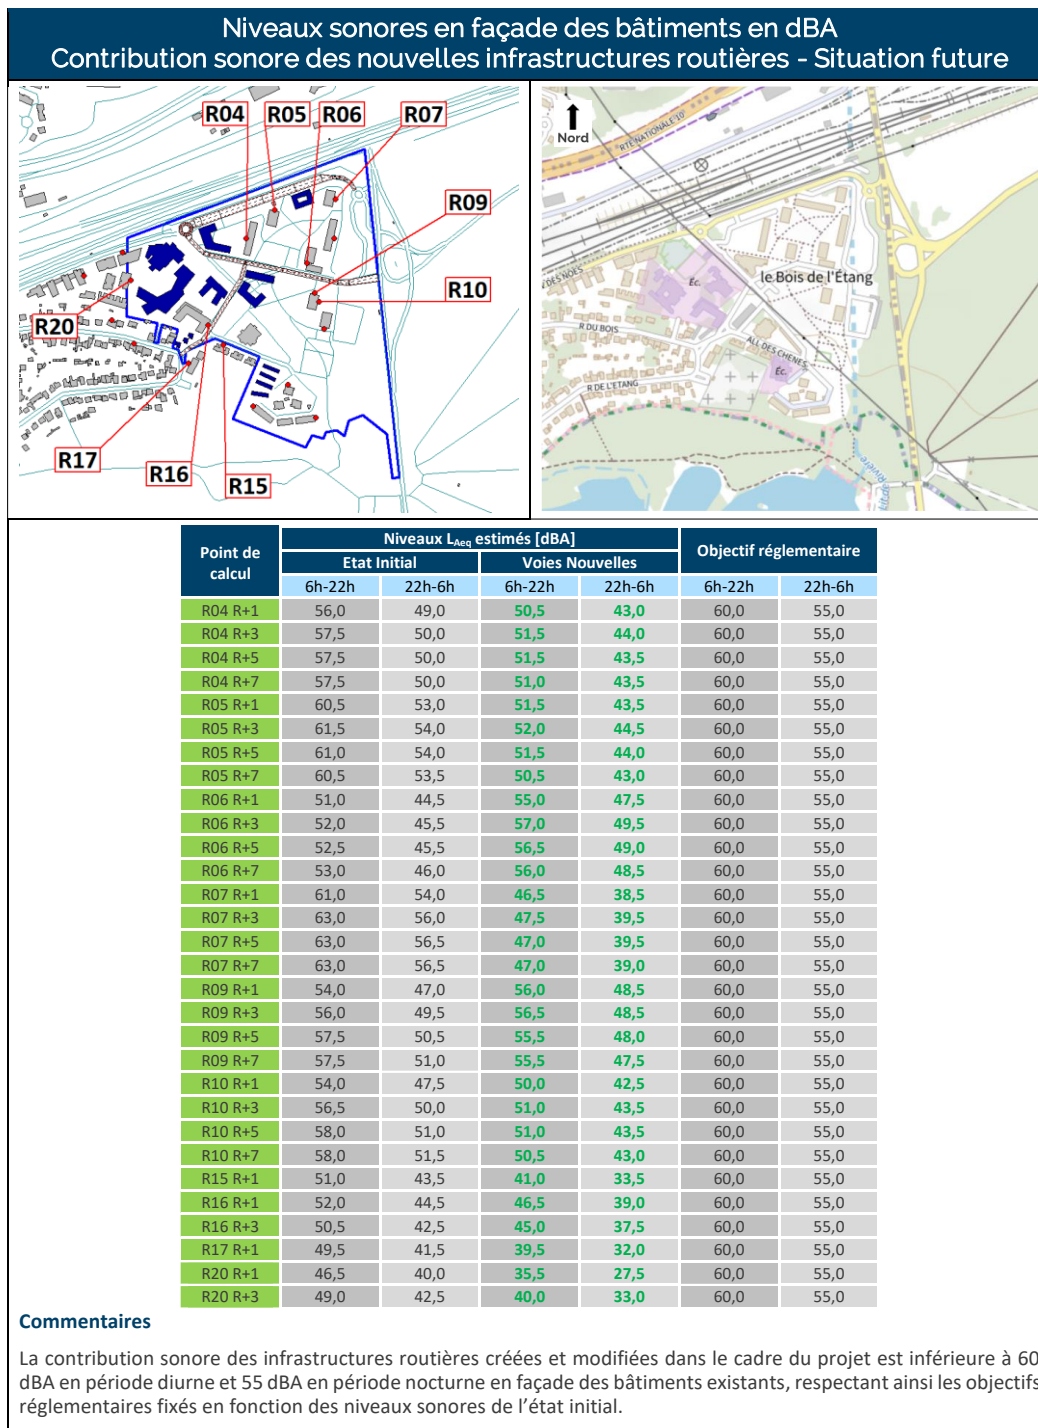 Niveaux sonores en façade des bâtiments en dBA
Contribution sonore des nouvelles infrastructures routières - Situation future
R04 R05 R06 R07
R09
R10
R20
R17
R16
R15
Nord
RTE NATIONALE 10
DES NOES
Éc.
le Bois de l'Étang
R DU BOIS
ALL DES CHENES
Éc.
R DE L'ETANG
Point de calcul
Niveaux LAeq estimés [dBA]
Objectif réglementaire
Etat Initial Voies Nouvelles
6h-22h 22h-6h 6h-22h 22h-6h 6h-22h 22h-6h
R04 R+1 56,0 49,0 50,5 43,0 60,0 55,0
R04 R+3 57,5 50,0 51,5 44,0 60,0 55,0
R04 R+5 57,5 50,0 51,5 43,5 60,0 55,0
R04 R+7 57,5 50,0 51,0 43,5 60,0 55,0
R05 R+1 60,5 53,0 51,5 43,5 60,0 55,0
R05 R+3 61,5 54,0 52,0 44,5 60,0 55,0
R05 R+5 61,0 54,0 51,5 44,0 60,0 55,0
R05 R+7 60,5 53,5 50,5 43,0 60,0 55,0
R06 R+1 51,0 44,5 55,0 47,5 60,0 55,0
R06 R+3 52,0 45,5 57,0 49,5 60,0 55,0
R06 R+5 52,5 45,5 56,5 49,0 60,0 55,0
R06 R+7 53,0 46,0 56,0 48,5 60,0 55,0
R07 R+1 61,0 54,0 46,5 38,5 60,0 55,0
R07 R+3 63,0 56,0 47,5 39,5 60,0 55,0
R07 R+5 63,0 56,5 47,0 39,5 60,0 55,0
R07 R+7 63,0 56,5 47,0 39,0 60,0 55,0
R09 R+1 54,0 47,0 56,0 48,5 60,0 55,0
R09 R+3 56,0 49,5 56,5 48,5 60,0 55,0
R09 R+5 57,5 50,5 55,5 48,0 60,0 55,0
R09 R+7 57,5 51,0 55,5 47,5 60,0 55,0
R10 R+1 54,0 47,5 50,0 42,5 60,0 55,0
R10 R+3 56,5 50,0 51,0 43,5 60,0 55,0
R10 R+5 58,0 51,0 51,0 43,5 60,0 55,0
R10 R+7 58,0 51,5 50,5 43,0 60,0 55,0
R15 R+1 51,0 43,5 41,0 33,5 60,0 55,0
R16 R+1 52,0 44,5 46,5 39,0 60,0 55,0
R16 R+3 50,5 42,5 45,0 37,5 60,0 55,0
R17 R+1 49,5 41,5 39,5 32,0 60,0 55,0
R20 R+1 46,5 40,0 35,5 27,5 60,0 55,0
R20 R+3 49,0 42,5 40,0 33,0 60,0 55,0
Commentaires
La contribution sonore des infrastructures routières créées et modifiées dans le cadre du projet est inférieure à 60
dBA en période diurne et 55 dBA en période nocturne en façade des bâtiments existants, respectant ainsi les objectifs
réglementaires fixés en fonction des niveaux sonores de l'état initial.